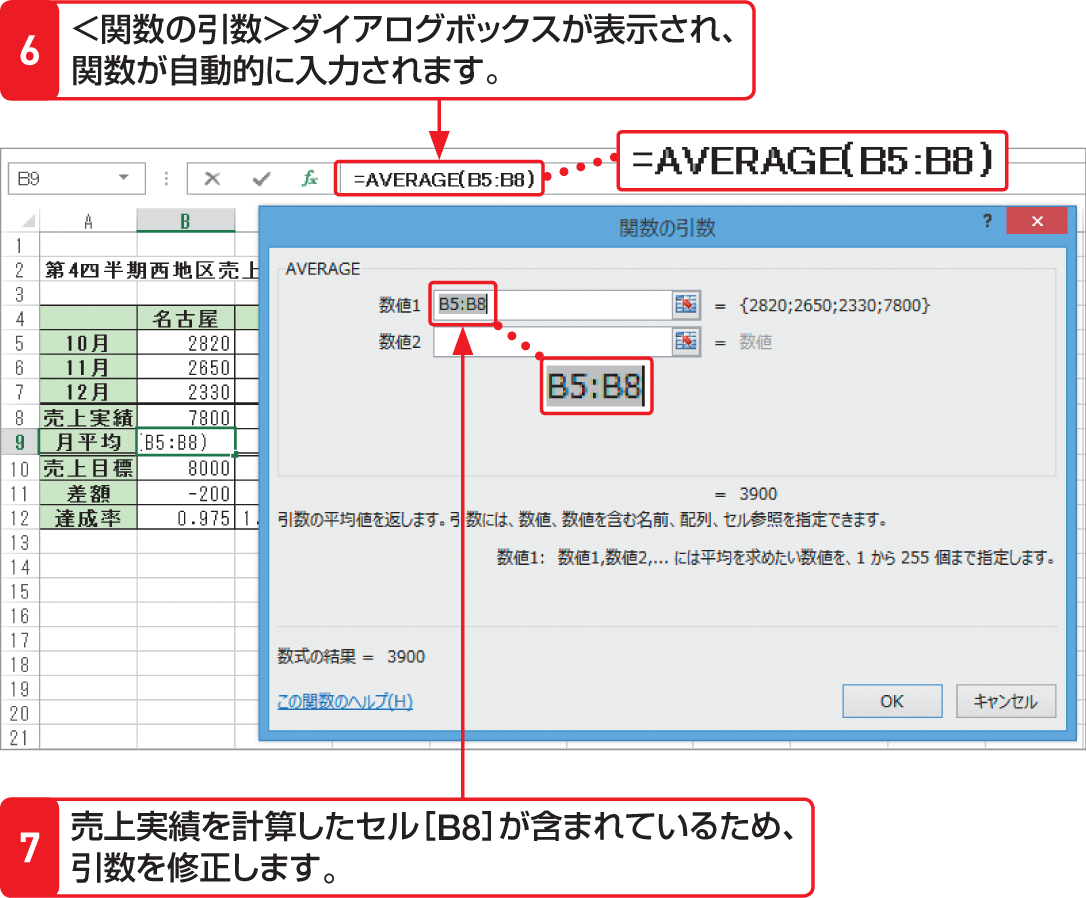 6
＜関数の引数＞ダイアログボックスが表示され、
関数が自動的に入力されます。
B9
fx
=AVERAGE(B5:B8)
=AVERAGE(B5:B8)
A
B
1
2 第4四半期西地区売上
3
4 名古屋
5 10月 2820
6 11月 2650
7 12月 2330
8 売上実績 7800
9 月平均 (B5:B8)
10 売上目標 8000
11 差額 -200
12 達成率 0.975 1.
13
14
15
16
17
18
19
20
21
関数の引数
?
AVERAGE
数値1 B5:B8 = {2820;2650;2330;7800}
数値2 = 数値
B5:B8
= 3900
引数の平均値を返します。引数には、数値、数値を含む名前、配列、セル参照を指定できます。
数値1: 数値1,数値2,... には平均を求めたい数値を、1 から 255 個まで指定します。
数式の結果 = 3900
この関数のヘルプ(H)
OK
キャンセル
7
売上実績を計算したセル［B8］が含まれているため、
引数を修正します。